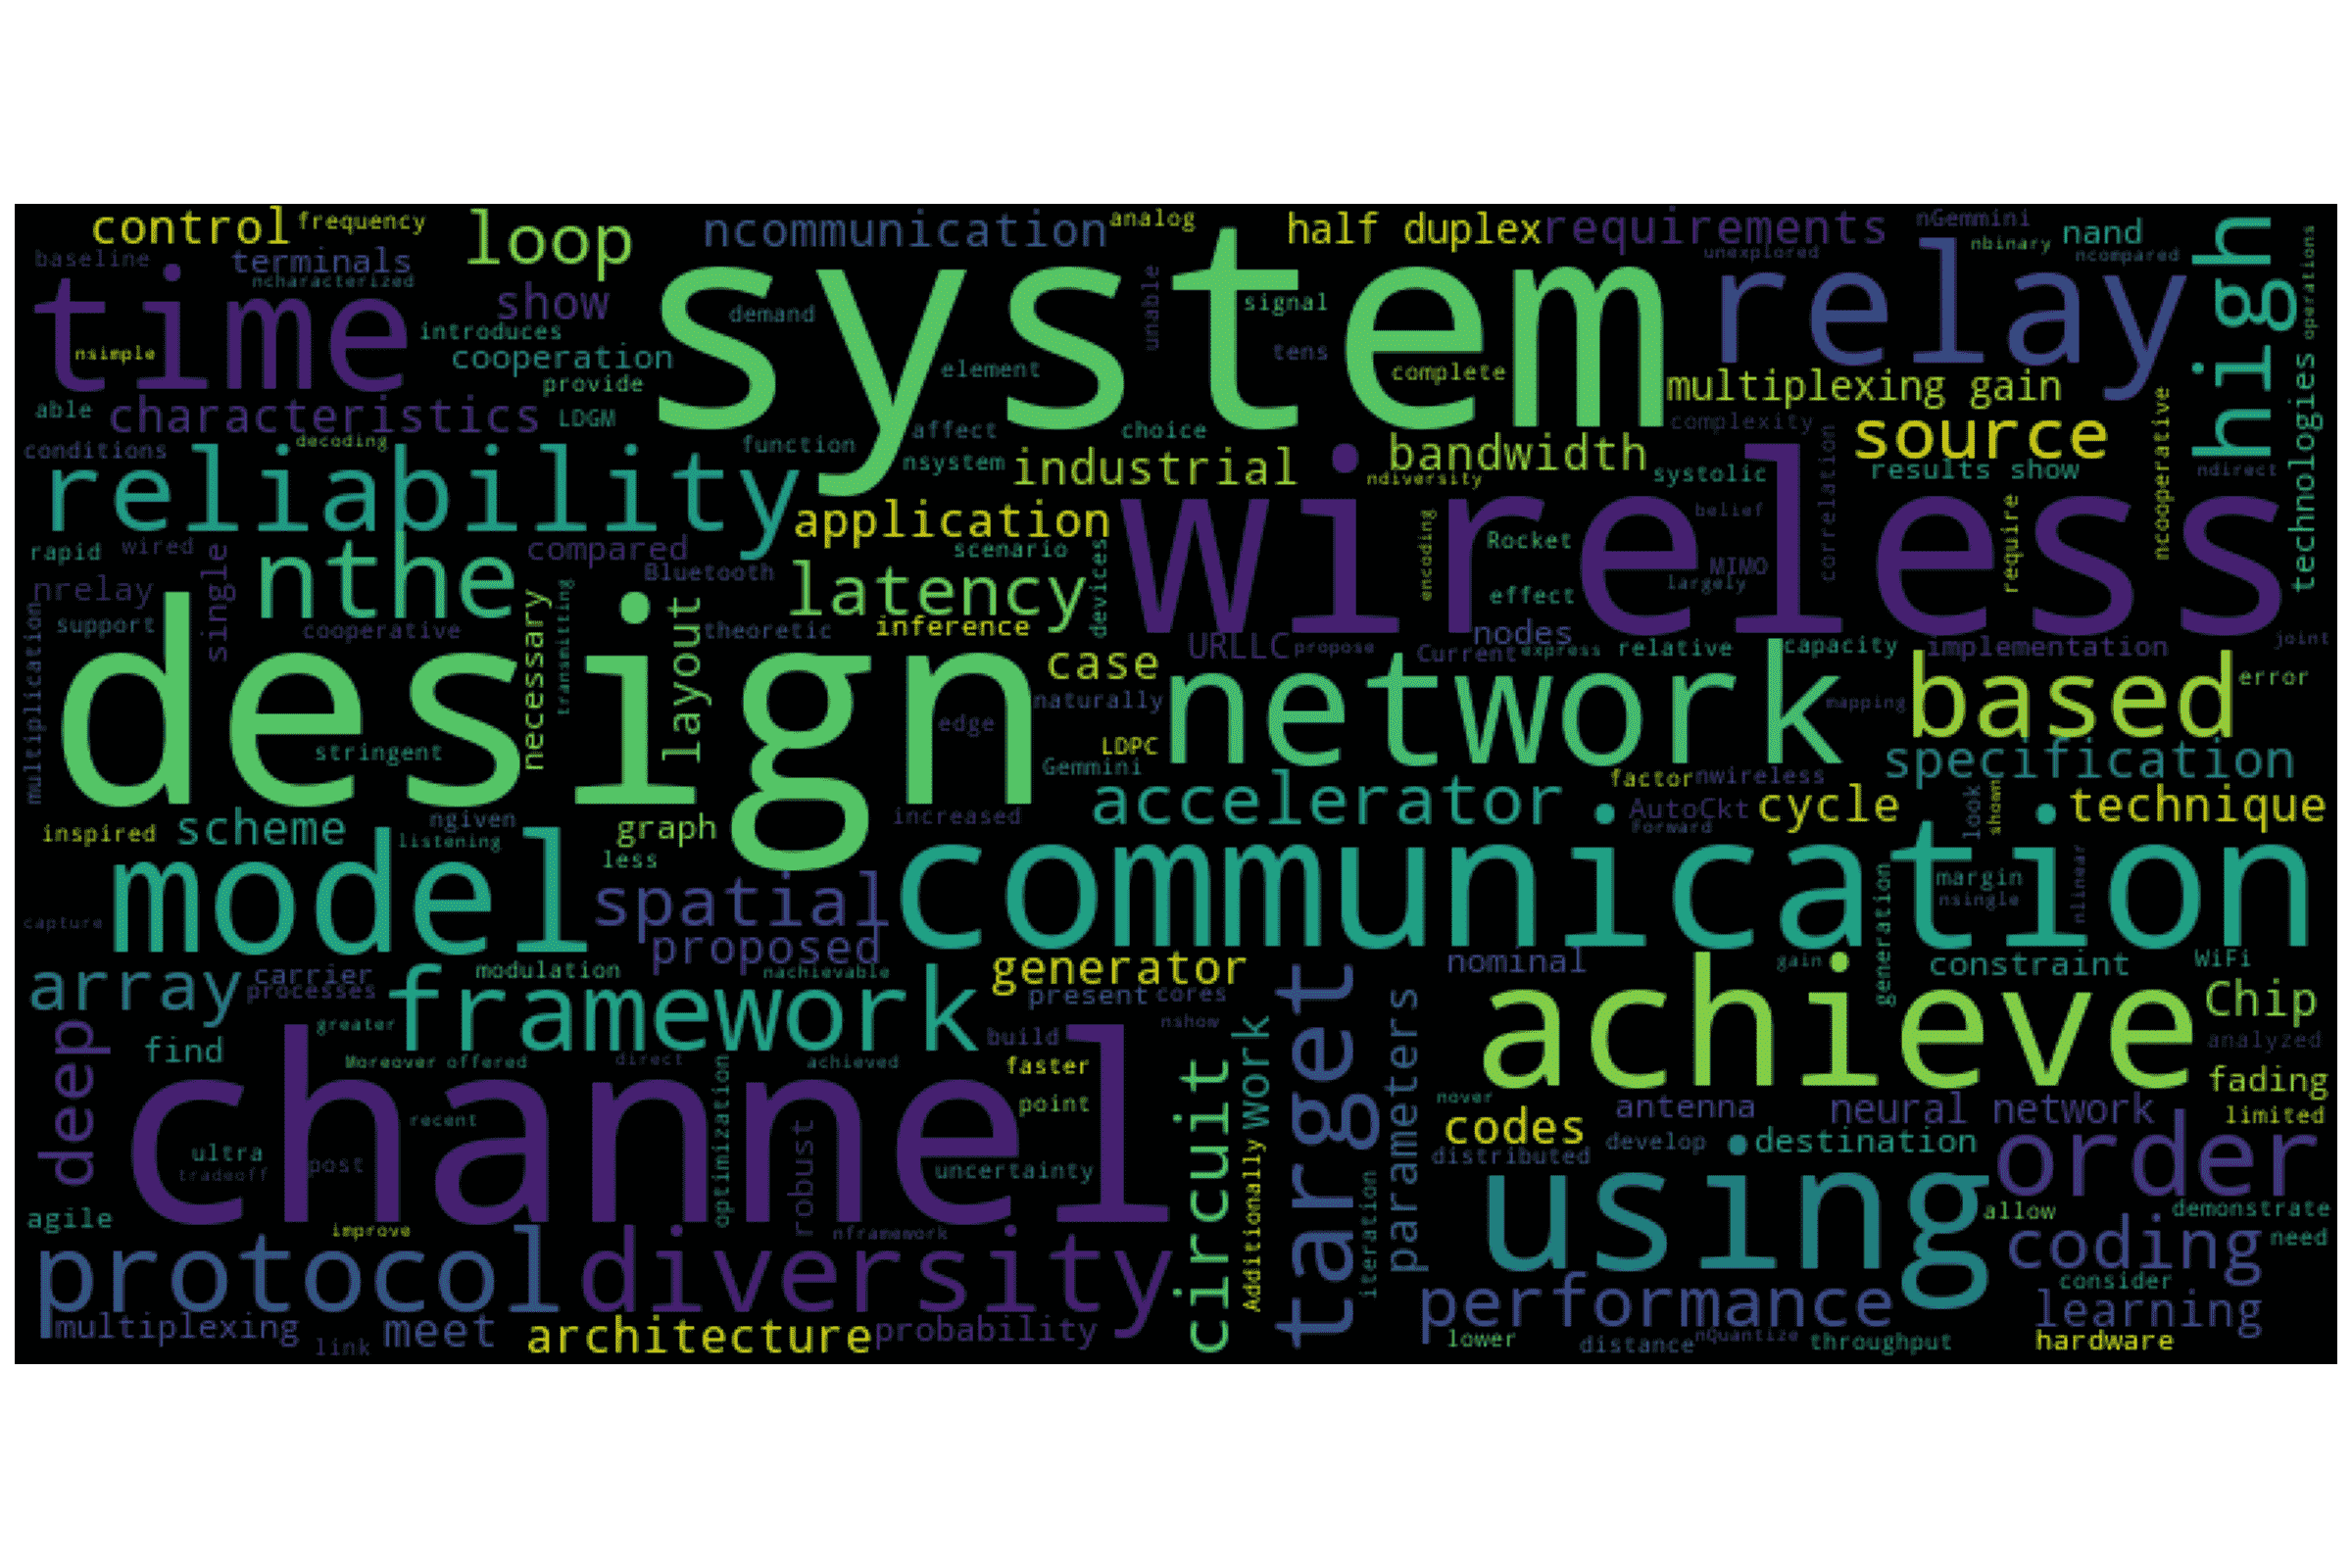 control
frequency
loop
ncommunication
analog
half duplex
requirements
nGemmini
nbinary
nand
ncompared
high
operations
baseline
terminals
ncharacterized
time
show
introduces
nsimple
cooperation
provide
system
demand
element
unable
signal
tens
complete
unexplored
relay
multiplexing gain
technologies
able
characteristics
LDGM
decoding
conditions
reliability
function
affect
choice
nsystem
industrial
bandwidth
ndiversity
complexity
systolic
source
results show
ncooperative
ndirect
correlation
belief
wireless
application
scenario
compared
rapid
wired
single
nthe
Bluetooth
latency
devices
encoding
Rocket
MIMO
largely
require
effect
nodes
nrelay
support
cooperative
necessary
transmitting
layout
theoretic
inference
URLLC
propose
Current
express
relative
capacity
implementation
joint
multiplication
design
stringent
case
naturally
edge
LDPC
Gemmini
network
mapping
based
error
specification
factor
nwireless
accelerator
AutoCkt
Forward
cycle
look
shown
technique
inspired
scheme
ngiven
listening
graph
less
increased
model
communication
generation
margin
nsingle
nlinear
capture
spatial
proposed
array
carrier
processes
modulation
nachievable
generator
nominal
gain
constraint
WiFi
framework
present
cores
nshow
greater
build
target
parameters
achieve
Chip
analyzed
deep
find
Moreover
offered
direct
achieved
faster
circuit
Work
fading
channel
recent
optimization
point
nover
codes
antenna
neural network
limited
ultra
tradeoff
post
robust
uncertainty
Additionally
iteration
distributed
develop
destination
order
agile
improve
nframework
using
allow
demonstrate
protocol
diversity
coding
need
consider
multiplexing
link
meet
architecture
probability
performance
learning
lower
distance
nQuantize
throughput
hardware